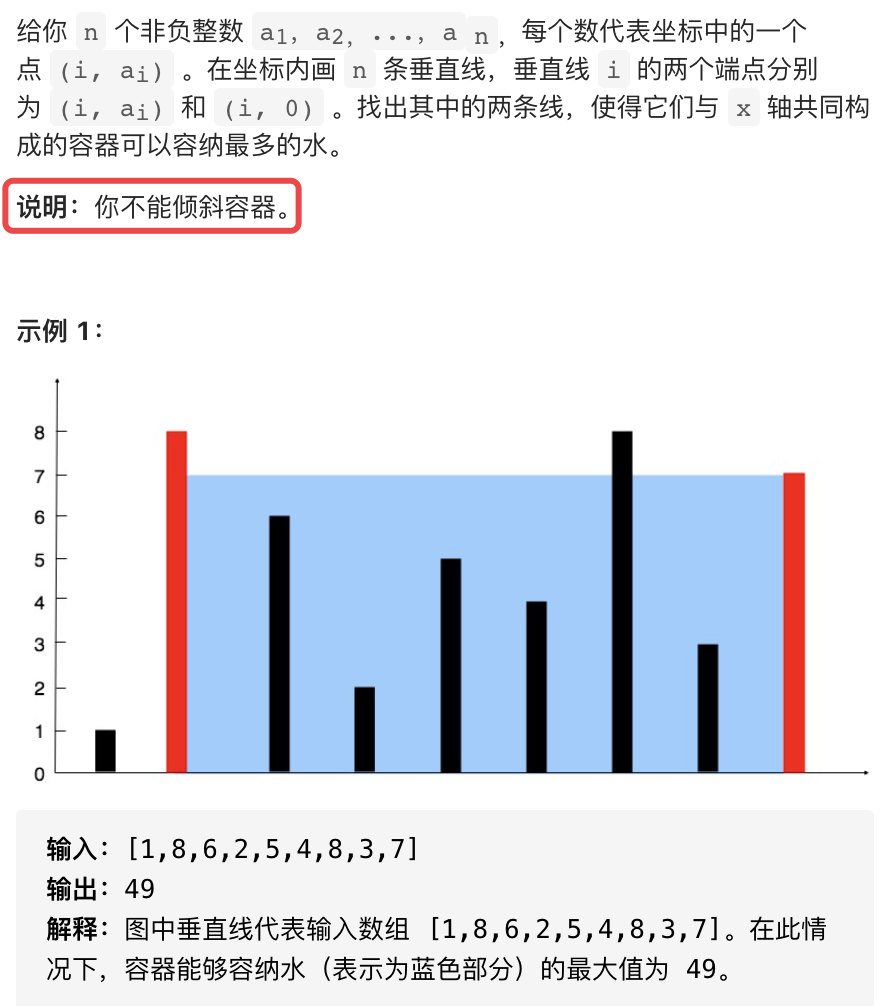 给你 n 个非负整数 a1, a2, ..., a n, 每个数代表坐标中的一个
点 (i, ai) 。在坐标内画 n 条垂直线，垂直线 i 的两个端点分别
为 (i, ai) 和 (i, 0) 。找出其中的两条线，使得它们与 x 轴共同构
成的容器可以容纳最多的水。
说明：你不能倾斜容器。
示例 1：
8
7
6
5
4
3
2
1
0
输入：[1,8,6,2,5,4,8,3,7]
输出：49
解释：图中垂直线代表输入数组 [1,8,6,2,5,4,8,3,7]。在此情
况下，容器能够容纳水（表示为蓝色部分）的最大值为 49。